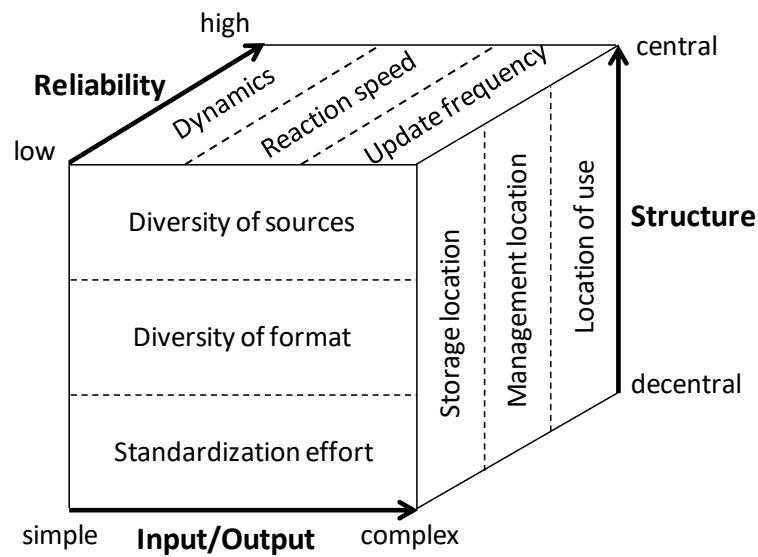 high
central
Reliability
Dynamics
Reaction speed
Update frequency
low
Diversity of sources
Diversity of format
Standardization effort
Storage location
Management location
Location of use
Structure
decentral
simple
Input/Output
complex